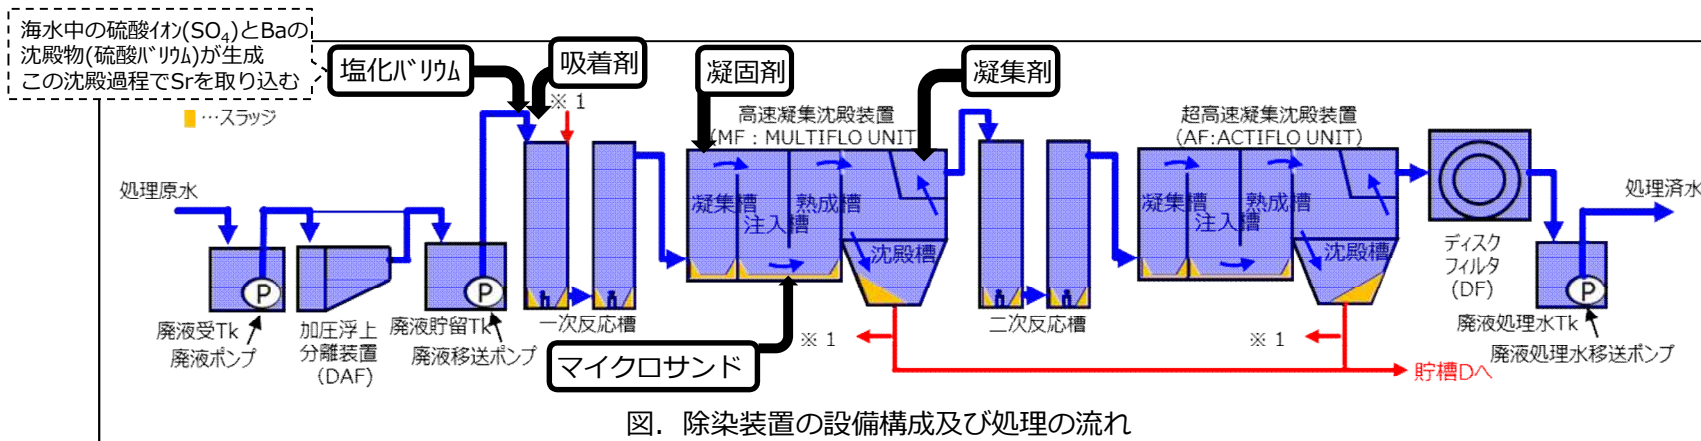 海水中の硫酸ｲｵﾝ(SO₄)とBaの
沈殿物(硫酸ﾊﾞﾘｳﾑ)が生成
この沈殿過程でSrを取り込む
塩化ﾊﾞﾘｳﾑ
吸着剤
凝固剤
凝集剤
…スラッジ
※１
高速凝集沈殿装置
(MF：MULTIFLO UNIT
超高速凝集沈殿装置
(AF:ACTIFLO UNIT)
処理原水
処理済水
凝集槽
注入槽
熟成槽
沈殿槽
凝集槽
注入槽
熟成槽
沈殿槽
P
P
P
ディスク
フィルタ
(DF)
廃液受Tk
廃液ポンプ
加圧浮上
分離装置
(DAF)
廃液貯留Tk
廃液移送ポンプ
一次反応槽
二次反応槽
廃液処理水Tk
廃液処理水移送ポンプ
マイクロサンド
※１
※１
貯槽Dへ
図．除染装置の設備構成及び処理の流れ